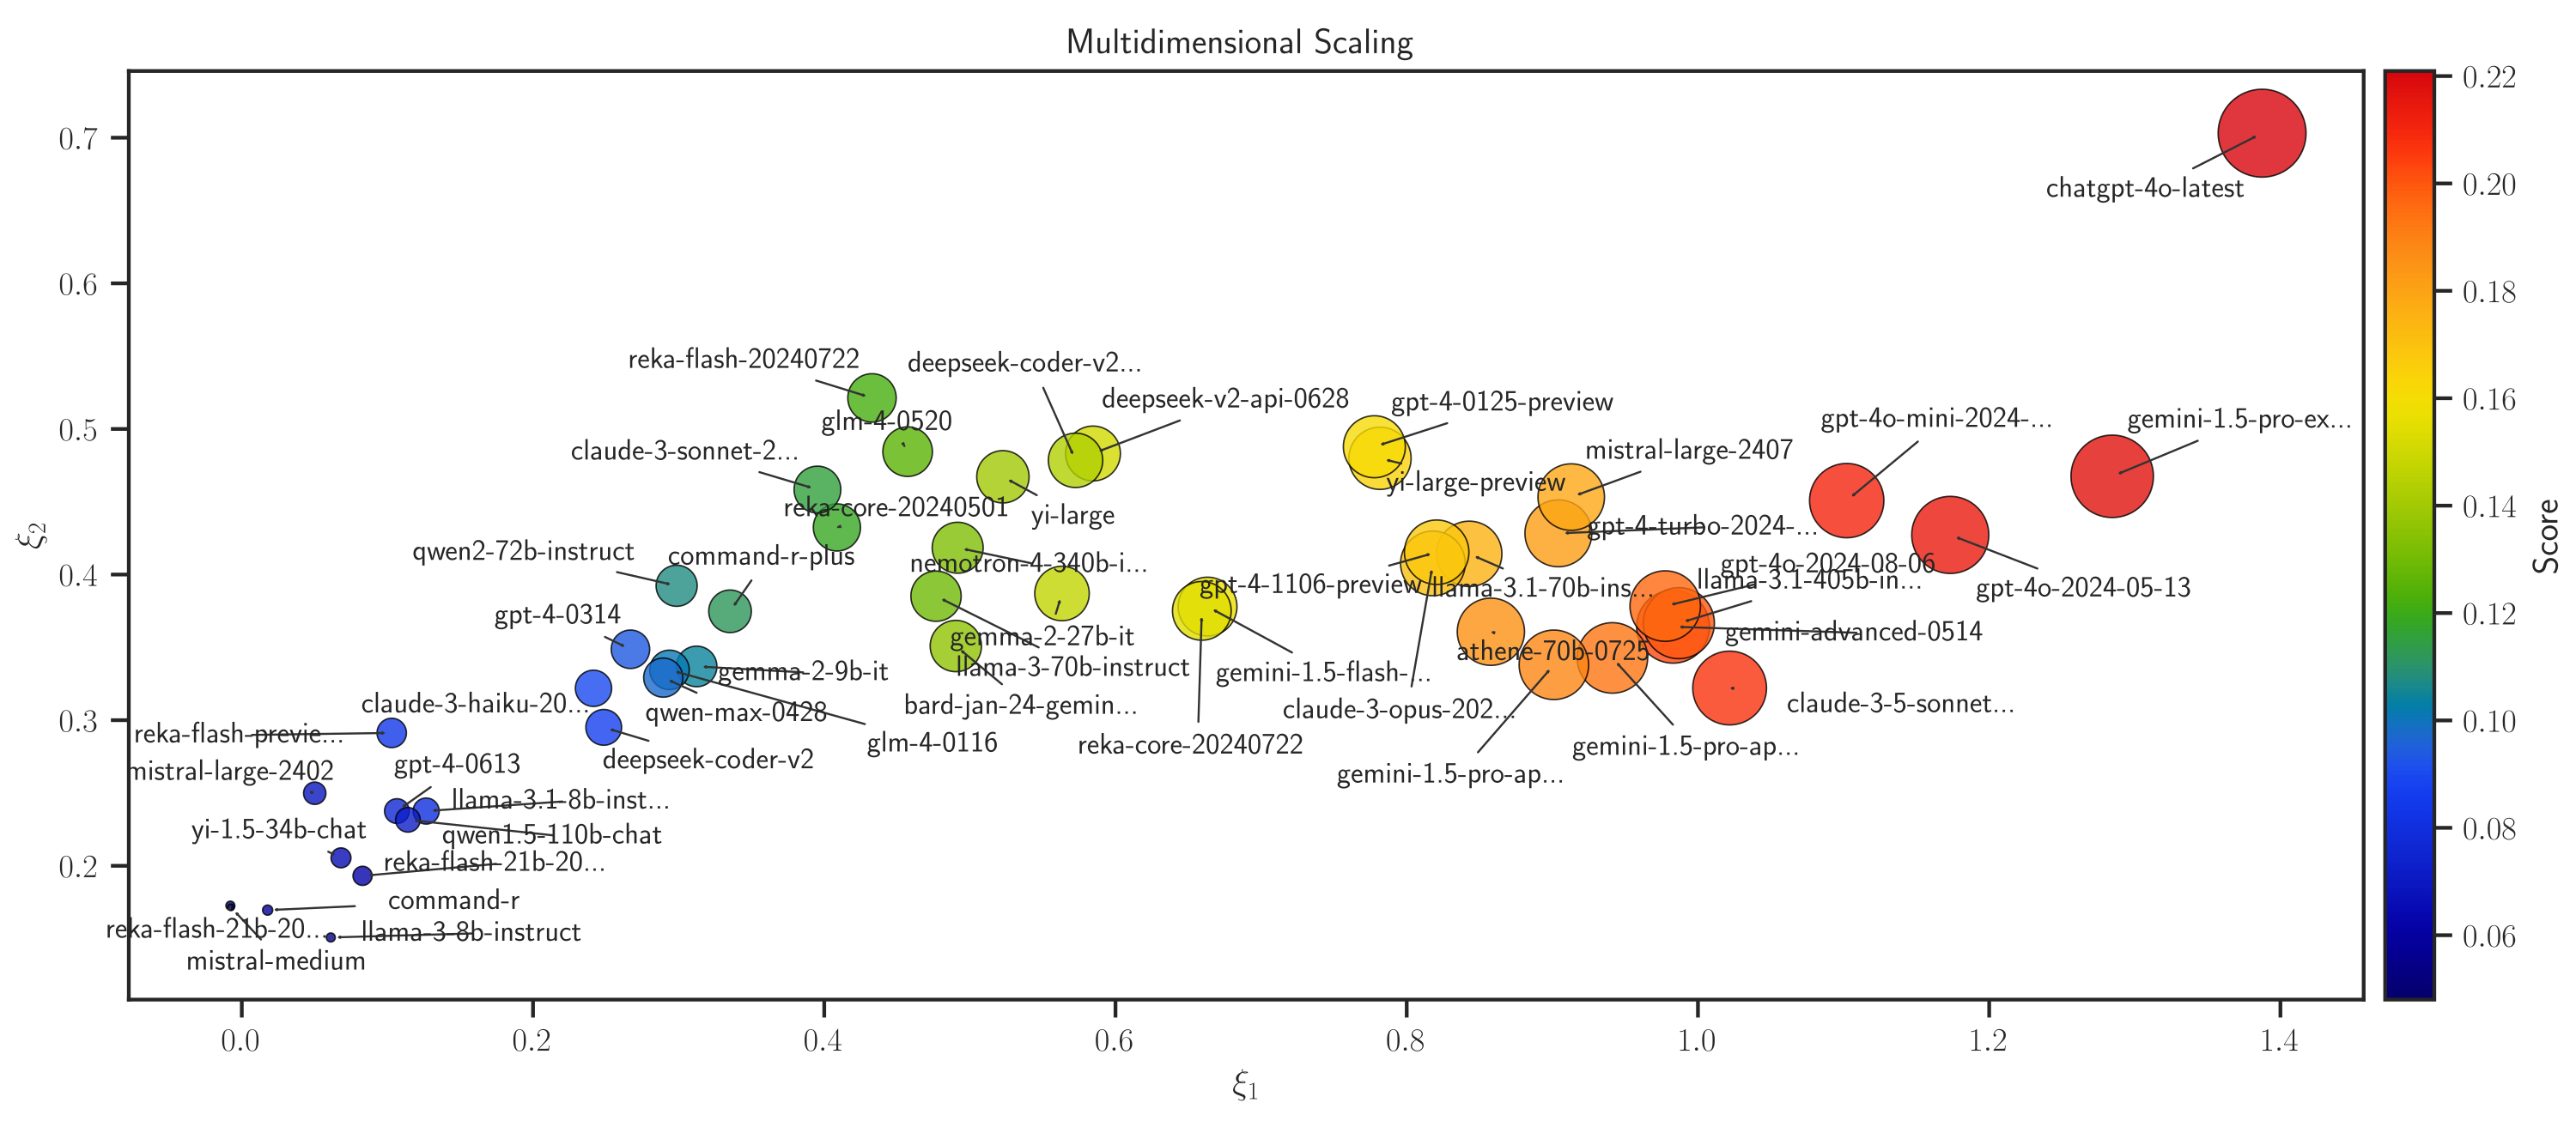 Multidimensional Scaling
0.7
0.6
0.5
0.4
0.3
0.2
ξ2
chatgpt-4o-latest
reka-flash-20240722
deepseek-coder-v2...
deepseek-v2-api-0628
gpt-4-0125-preview
glm-4-0520
gpt-4o-mini-2024-...
gemini-1.5-pro-ex...
claude-3-sonnet-2...
mistral-large-2407
yi-large-preview
reka-core-20240501
yi-large
gpt-4-turbo-2024-...
qwen2-72b-instruct
command-r-plus
nemotron-4-340b-i...
gpt-4o-2024-08-06
llama-3.1-405b-in...
gpt-4-1106-preview
llama-3.1-70b-ins...
gpt-4o-2024-05-13
gpt-4-0314
gemma-2-27b-it
gemini-advanced-0514
athene-70b-0725
llama-3-70b-instruct
gemma-2-9b-it
gemini-1.5-flash-...
claude-3-haiku-20...
bard-jan-24-gemin...
claude-3-opus-202...
claude-3-5-sonnet...
qwen-max-0428
reka-flash-previe...
glm-4-0116
reka-core-20240722
gemini-1.5-pro-ap...
deepseek-coder-v2
mistral-large-2402
gpt-4-0613
gemini-1.5-pro-ap...
llama-3.1-8b-inst...
yi-1.5-34b-chat
qwen1.5-110b-chat
reka-flash-21b-20...
command-r
reka-flash-21b-20...
llama-3-8b-instruct
mistral-medium
0.0
0.2
0.4
0.6
0.8
1.0
1.2
1.4
ξ1
0.22
0.20
0.18
0.16
0.14
0.12
0.10
0.08
0.06
Score